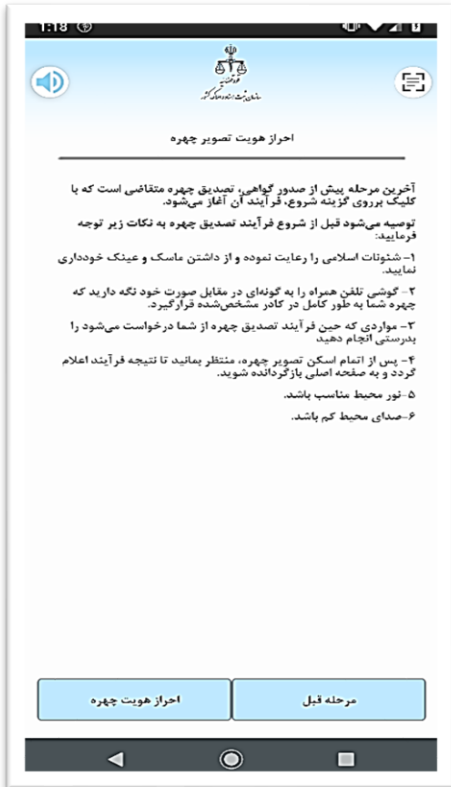 1:18
قوه قضاییه
سازمان ثبت اسناد و املاک کشور
احراز هویت تصویر چهره
آخرین مرحله پیش از صدور گواهی، تصدیق چهره متقاضی است که با
کلیک برروی گزینه شروع، فرآیند آن آغاز می‌شود.
توصیه می‌شود قبل از شروع فرآیند تصدیق چهره به نکات زیر توجه
فرمایید:
۱- شئونات اسلامی را رعایت نموده و از داشتن ماسک و عینک خودداری
نمایید.
۲- گوشی تلفن همراه را به گونه‌ای در مقابل صورت خود نگه دارید که
چهره شما به طور کامل در کادر مشخص‌شده قرارگیرد.
۳- مواردی که حین فرآیند تصدیق چهره از شما درخواست می‌شود را
بدرستی انجام دهید.
۴- پس از اتمام اسکن تصویر چهره، منتظر بمانید تا نتیجه فرآیند اعلام
گردد و به صفحه اصلی بازگردانده شوید.
۵-نور محیط مناسب باشد.
۶-صدای محیط کم باشد.
مرحله قبل
احراز هویت چهره